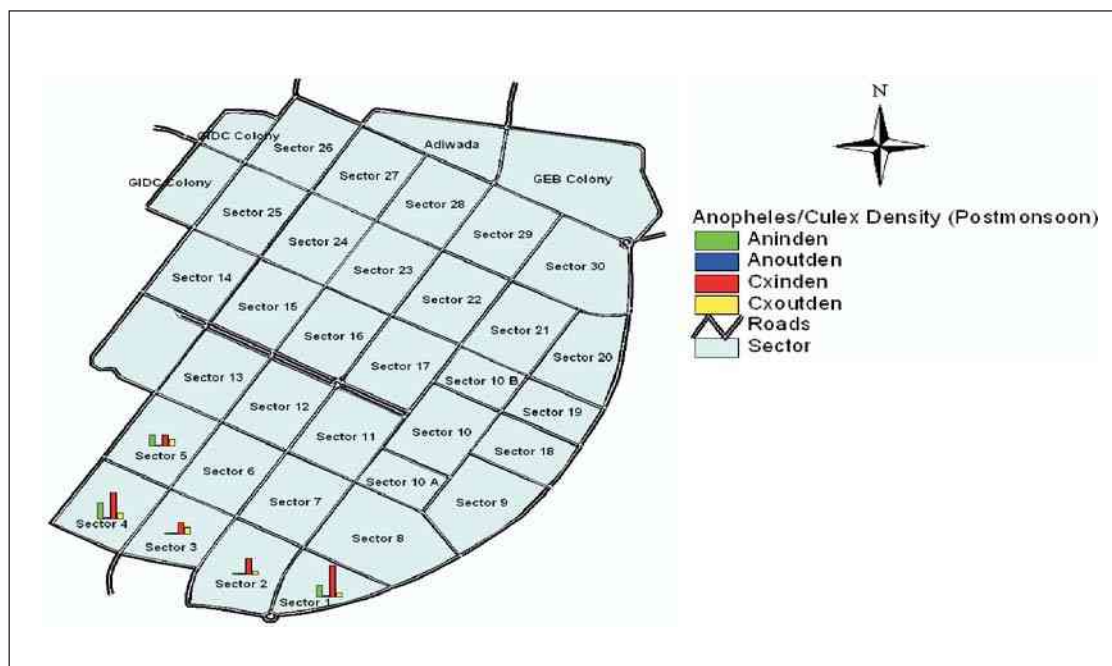 N
GIDC Colony
Sector 26
Adiwada
GIDC Colony
Sector 27
GEB Colony
Sector 25
Sector 28
Sector 29
Sector 24
Sector 30
Sector 14
Sector 23
Sector 15
Sector 22
Sector 16
Sector 21
Sector 20
Sector 17
Sector 13
Sector 10 B
Sector 12
Sector 19
Sector 11
Sector 10
Sector 18
Sector 5
Sector 6
Sector 10 A
Sector 7
Sector 9
Sector 4
Sector 3
Sector 8
Sector 2
Sector 1
Anopheles/Culex Density (Postmonsoon)
Aninden
Anoutden
Cxinden
Cxoutden
Roads
Sector